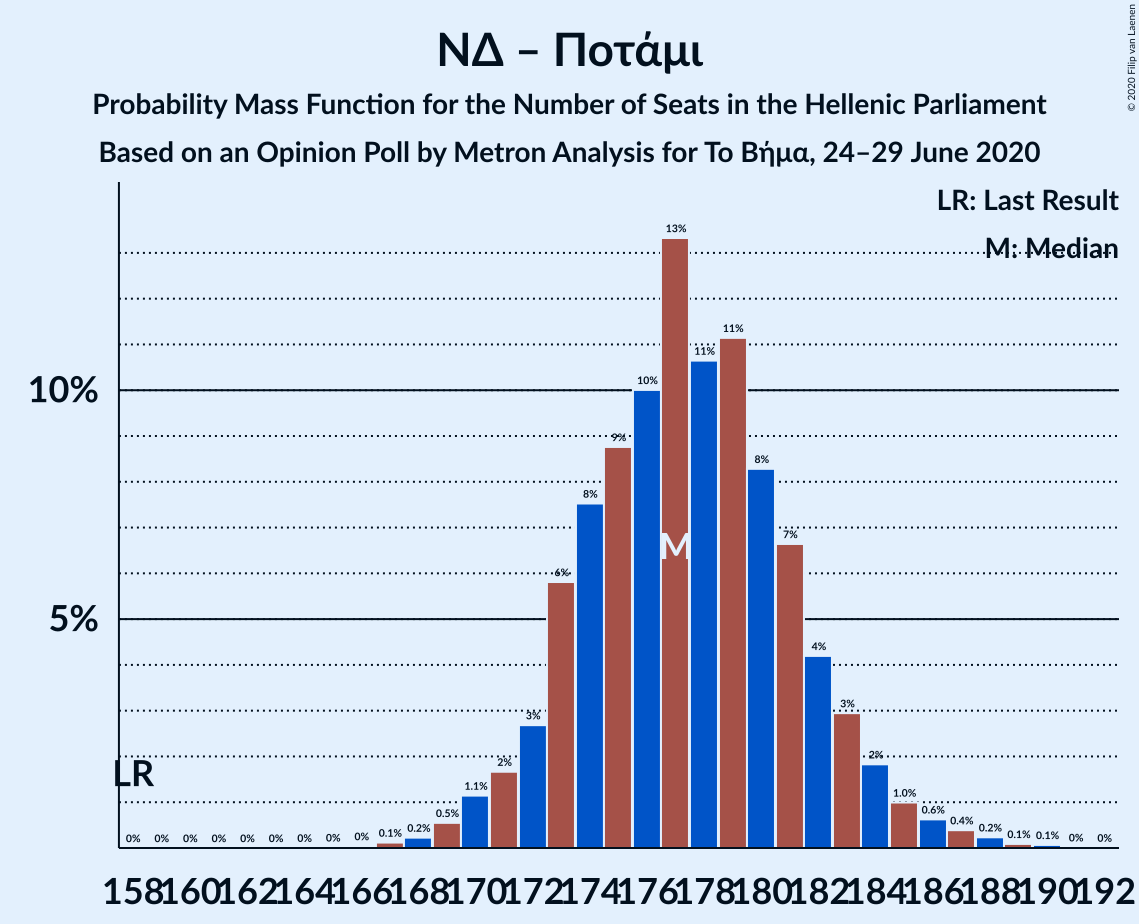 © 2020 Filip van Laenen
ΝΔ – Ποτάμι
Probability Mass Function for the Number of Seats in the Hellenic Parliament
Based on an Opinion Poll by Metron Analysis for Το Βήμα, 24–29 June 2020
LR: Last Result
M: Median
10%
5%
LR
M
0% 0% 0% 0% 0% 0% 0% 0% 0% 0.1% 0.2% 0.5% 1.1% 2% 3% 6% 8% 9% 10% 13% 11% 11% 8% 7% 4% 3% 2% 1.0% 0.6% 0.4% 0.2% 0.1% 0.1% 0% 0%
158 160 162 164 166 168 170 172 174 176 178 180 182 184 186 188 190 192